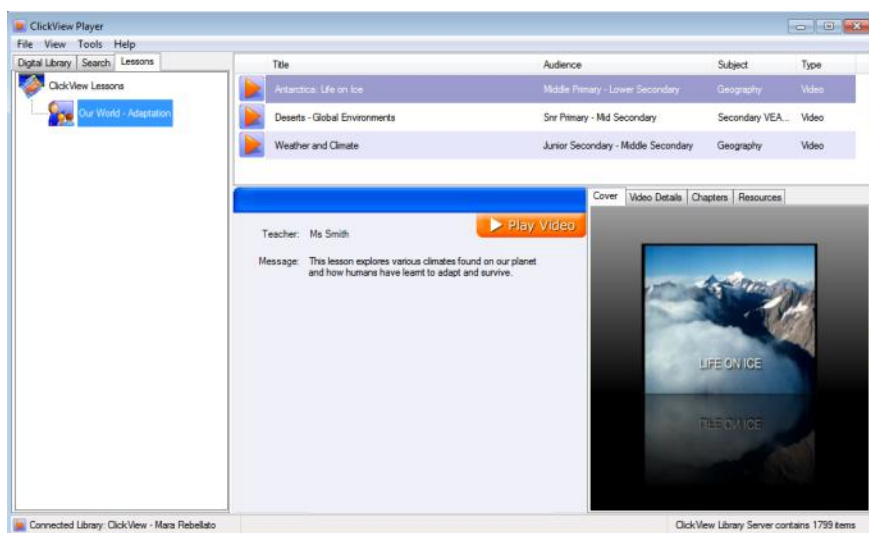 ClickView Player
File View Tools Help
Digital Library Search Lessons
ClickView Lessons
Our World - Adaptation
Title Audience Subject Type
Antarctica: Life on Ice Middle Primary - Lower Secondary Geography Video
Deserts - Global Environments Snr Primary - Mid Secondary Secondary VEA... Video
Weather and Climate Junior Secondary - Middle Secondary Geography Video
Play Video
Teacher: Ms Smith
Message: This lesson explores various climates found on our planet
and how humans have learnt to adapt and survive.
Cover Video Details Chapters Resources
LIFE ON ICE
Connected Library: ClickView - Mara Rebellato
ClickView Library Server contains 1799 items